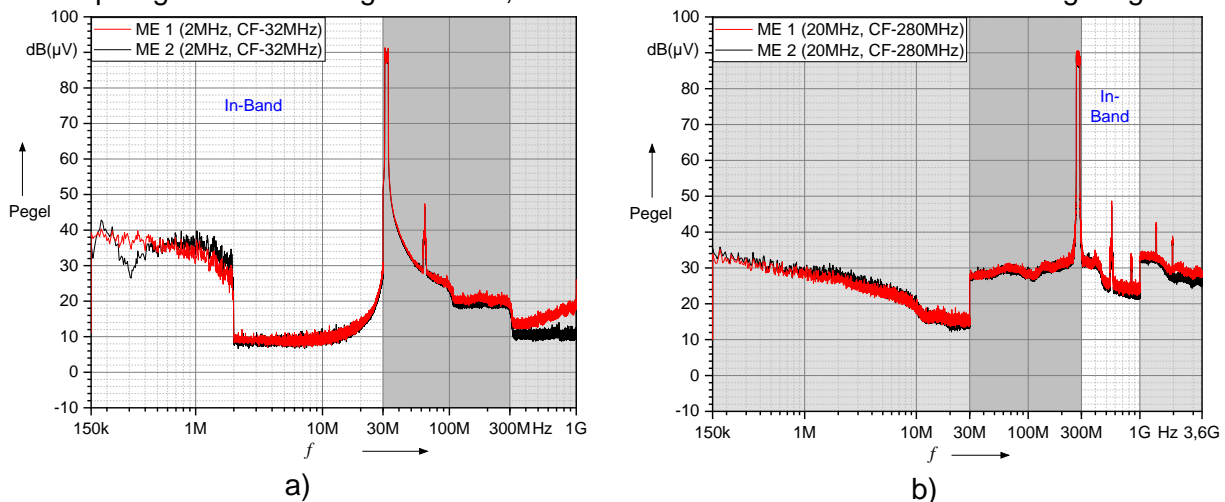 100
dB(µV)
80
70
60
50
40
30
20
10
0
-10
Pegel
ME 1 (2MHz, CF-32MHz)
ME 2 (2MHz, CF-32MHz)
In-Band
150k 1M 10M 30M 100M 300M Hz 1G
f
a)
100
dB(µV)
80
70
60
50
40
30
20
10
0
-10
Pegel
ME 1 (20MHz, CF-280MHz)
ME 2 (20MHz, CF-280MHz)
In-
Band
150k 1M 10M 30M 100M 300M 1G Hz 3,6G
f
b)